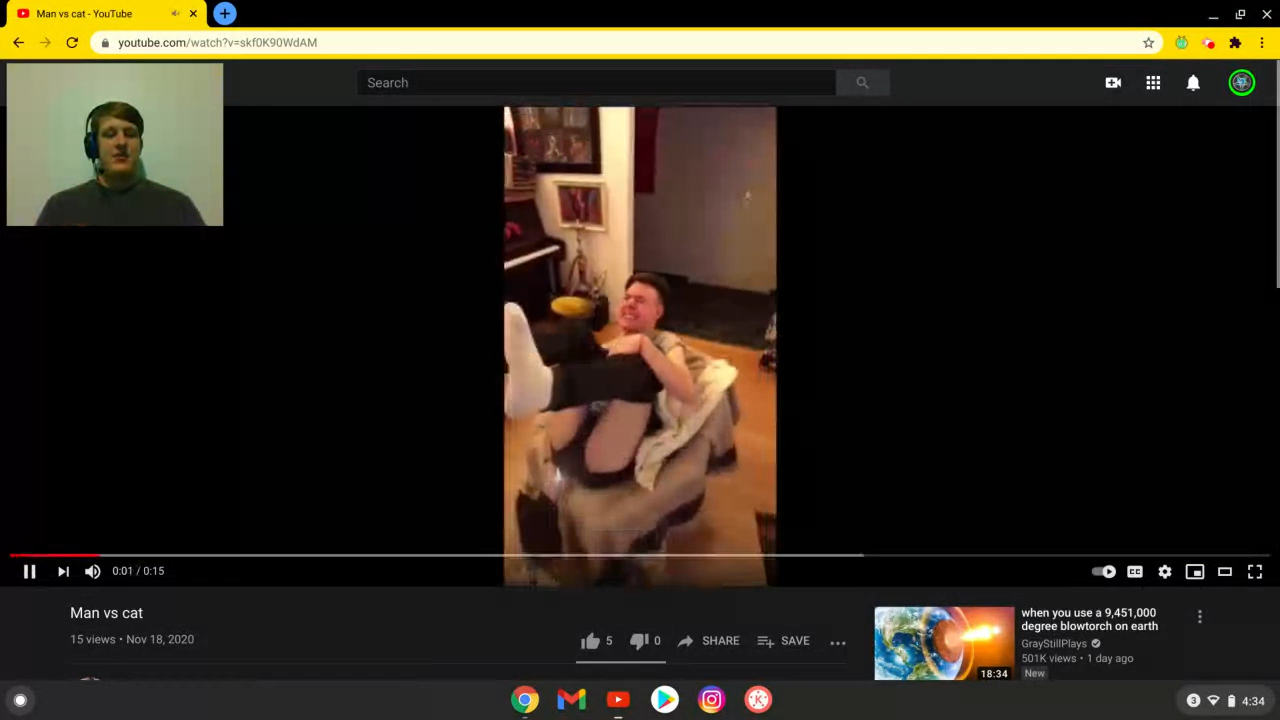 Man vs cat - YouTube
youtube.com/watch?v=skf0K90WdAM
Search
0:01 / 0:15
CC
Man vs cat
15 views • Nov 18, 2020
5
0
SHARE
SAVE
when you use a 9,451,000
degree blowtorch on earth
GrayStillPlays
501K views • 1 day ago
New
18:34
3
4:34